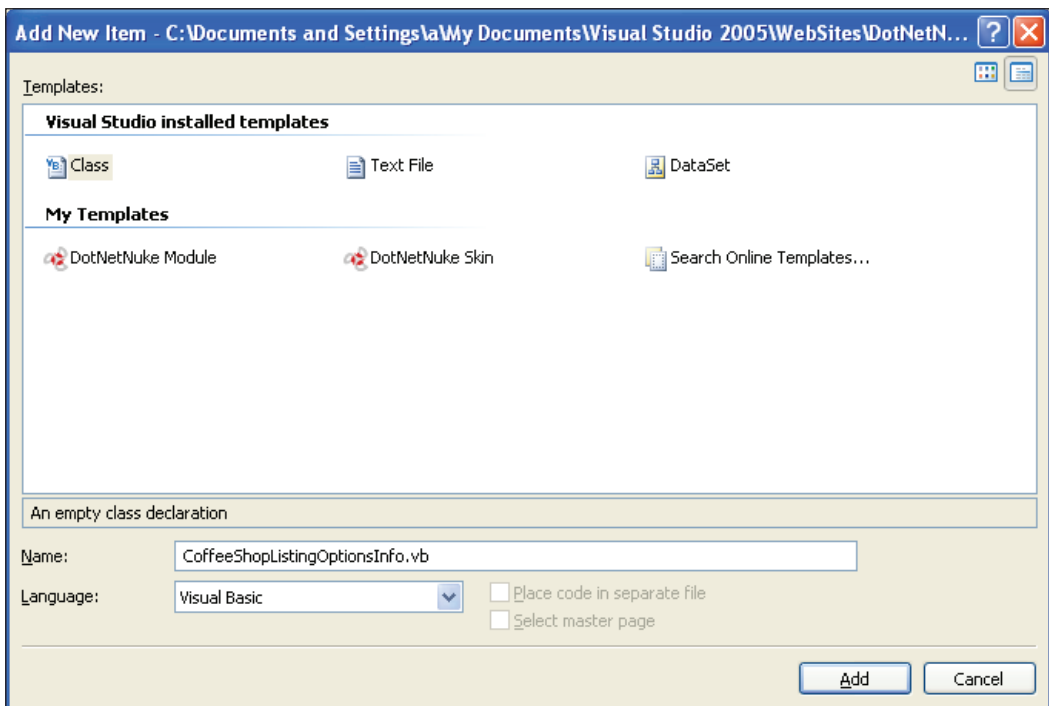 Add New Item - C:\Documents and Settings\a\My Documents\Visual Studio 2005\WebSites\DotNetN...
Templates:
Visual Studio installed templates
VB Class Text File DataSet
My Templates
DotNetNuke Module DotNetNuke Skin Search Online Templates...
An empty class declaration
Name: CoffeeShopListingOptionsInfo.vb
Language: Visual Basic Place code in separate file
Select master page
Add Cancel